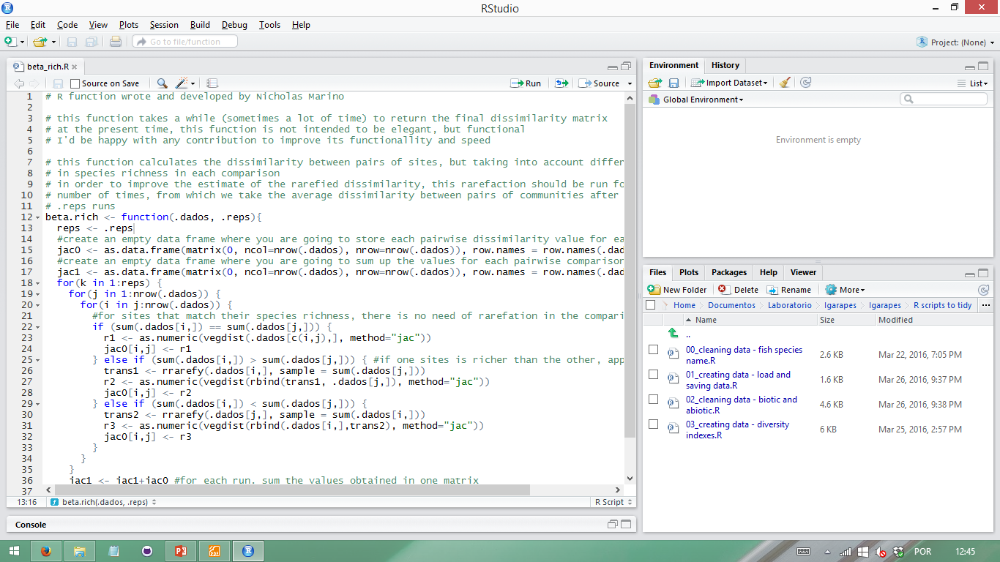 RStudio
File Edit Code View Plots Session Build Debug Tools Help
Go to file/function
Project: (None)
beta_rich.R
Source on Save
Run
Source
1 # R function wrote and developed by Nicholas Marino
2
3 # this function takes a while (sometimes a lot of time) to return the final dissimilarity matrix
4 # at the present time, this function is not intended to be elegant, but functional
5 # I'd be happy with any contribution to improve its functionallity and speed
6
7 # this function calculates the dissimilarity between pairs of sites, but taking into account differ
8 # in species richness in each comparison
9 # in order to improve the estimate of the rarefied dissimilarity, this rarefaction should be run fo
10 # number of times, from which we take the average dissimilarity between pairs of communities after
11 # .reps runs
12 beta.rich <- function(.dados, .reps){
13 reps <- .reps
14 #create an empty data frame where you are going to store each pairwise dissimilarity value for ea
15 jac0 <- as.data.frame(matrix(0, ncol=nrow(.dados), nrow=nrow(.dados)), row.names = row.names(.dad
16 #create an empty data frame where you are going to sum up the values for each pairwise comparison
17 jac1 <- as.data.frame(matrix(0, ncol=nrow(.dados), nrow=nrow(.dados)), row.names = row.names(.dad
18 for(k in 1:reps) {
19 for(j in 1:nrow(.dados)) {
20 for(i in j:nrow(.dados)) {
21 #for sites that match their species richness, there is no need of rarefation in the compari
22 if (sum(.dados[i,]) == sum(.dados[j,])) {
23 r1 <- as.numeric(vegdist(.dados[c(i,j),], method="jac"))
24 jac0[i,j] <- r1
25 } else if (sum(.dados[i,]) > sum(.dados[j,])) { #if one sites is richer than the other, app
26 trans1 <- rrarefy(.dados[i,], sample = sum(.dados[j,]))
27 r2 <- as.numeric(vegdist(rbind(trans1, .dados[j,]), method="jac"))
28 jac0[i,j] <- r2
29 } else if (sum(.dados[i,]) < sum(.dados[j,])) {
30 trans2 <- rrarefy(.dados[j,], sample = sum(.dados[i,]))
31 r3 <- as.numeric(vegdist(rbind(.dados[i,],trans2), method="jac"))
32 jac0[i,j] <- r3
33 }
34 }
35 }
36 jac1 <- jac1+jac0 #for each run, sum the values obtained in one matrix
37
13:16 beta.rich(.dados, .reps) R Script
Console
Environment History
Import Dataset List
Global Environment
Environment is empty
Files Plots Packages Help Viewer
New Folder Delete Rename More
Home Documentos Laboratorio Igarapes Igarapes R scripts to tidy ...
Name Size Modified
..
00_cleaning data - fish species name.R 2.6 KB Mar 22, 2016, 7:05 PM
01_creating data - load and saving data.R 1.6 KB Mar 26, 2016, 9:37 PM
02_cleaning data - biotic and abiotic.R 4.6 KB Mar 26, 2016, 9:38 PM
03_creating data - diversity indexes.R 6 KB Mar 25, 2016, 2:57 PM
POR 12:45